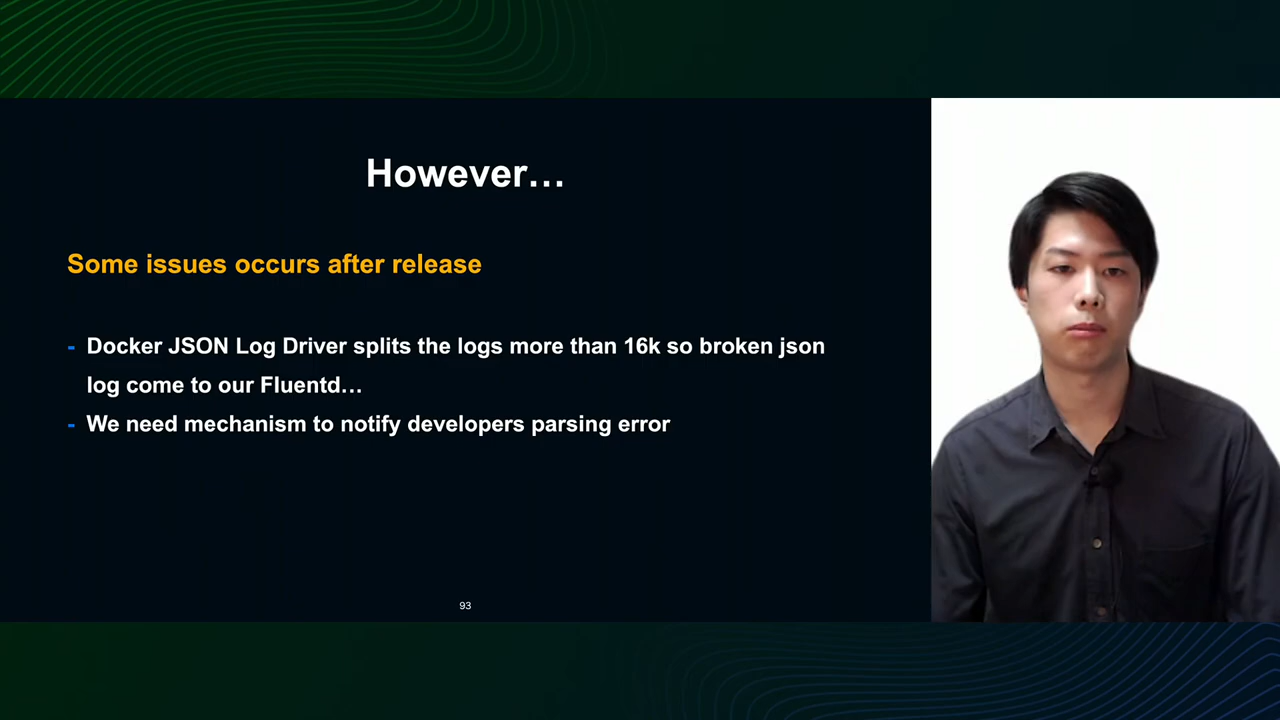 However…
Some issues occurs after release
- Docker JSON Log Driver splits the logs more than 16k so broken json
log come to our Fluentd…
- We need mechanism to notify developers parsing error
93